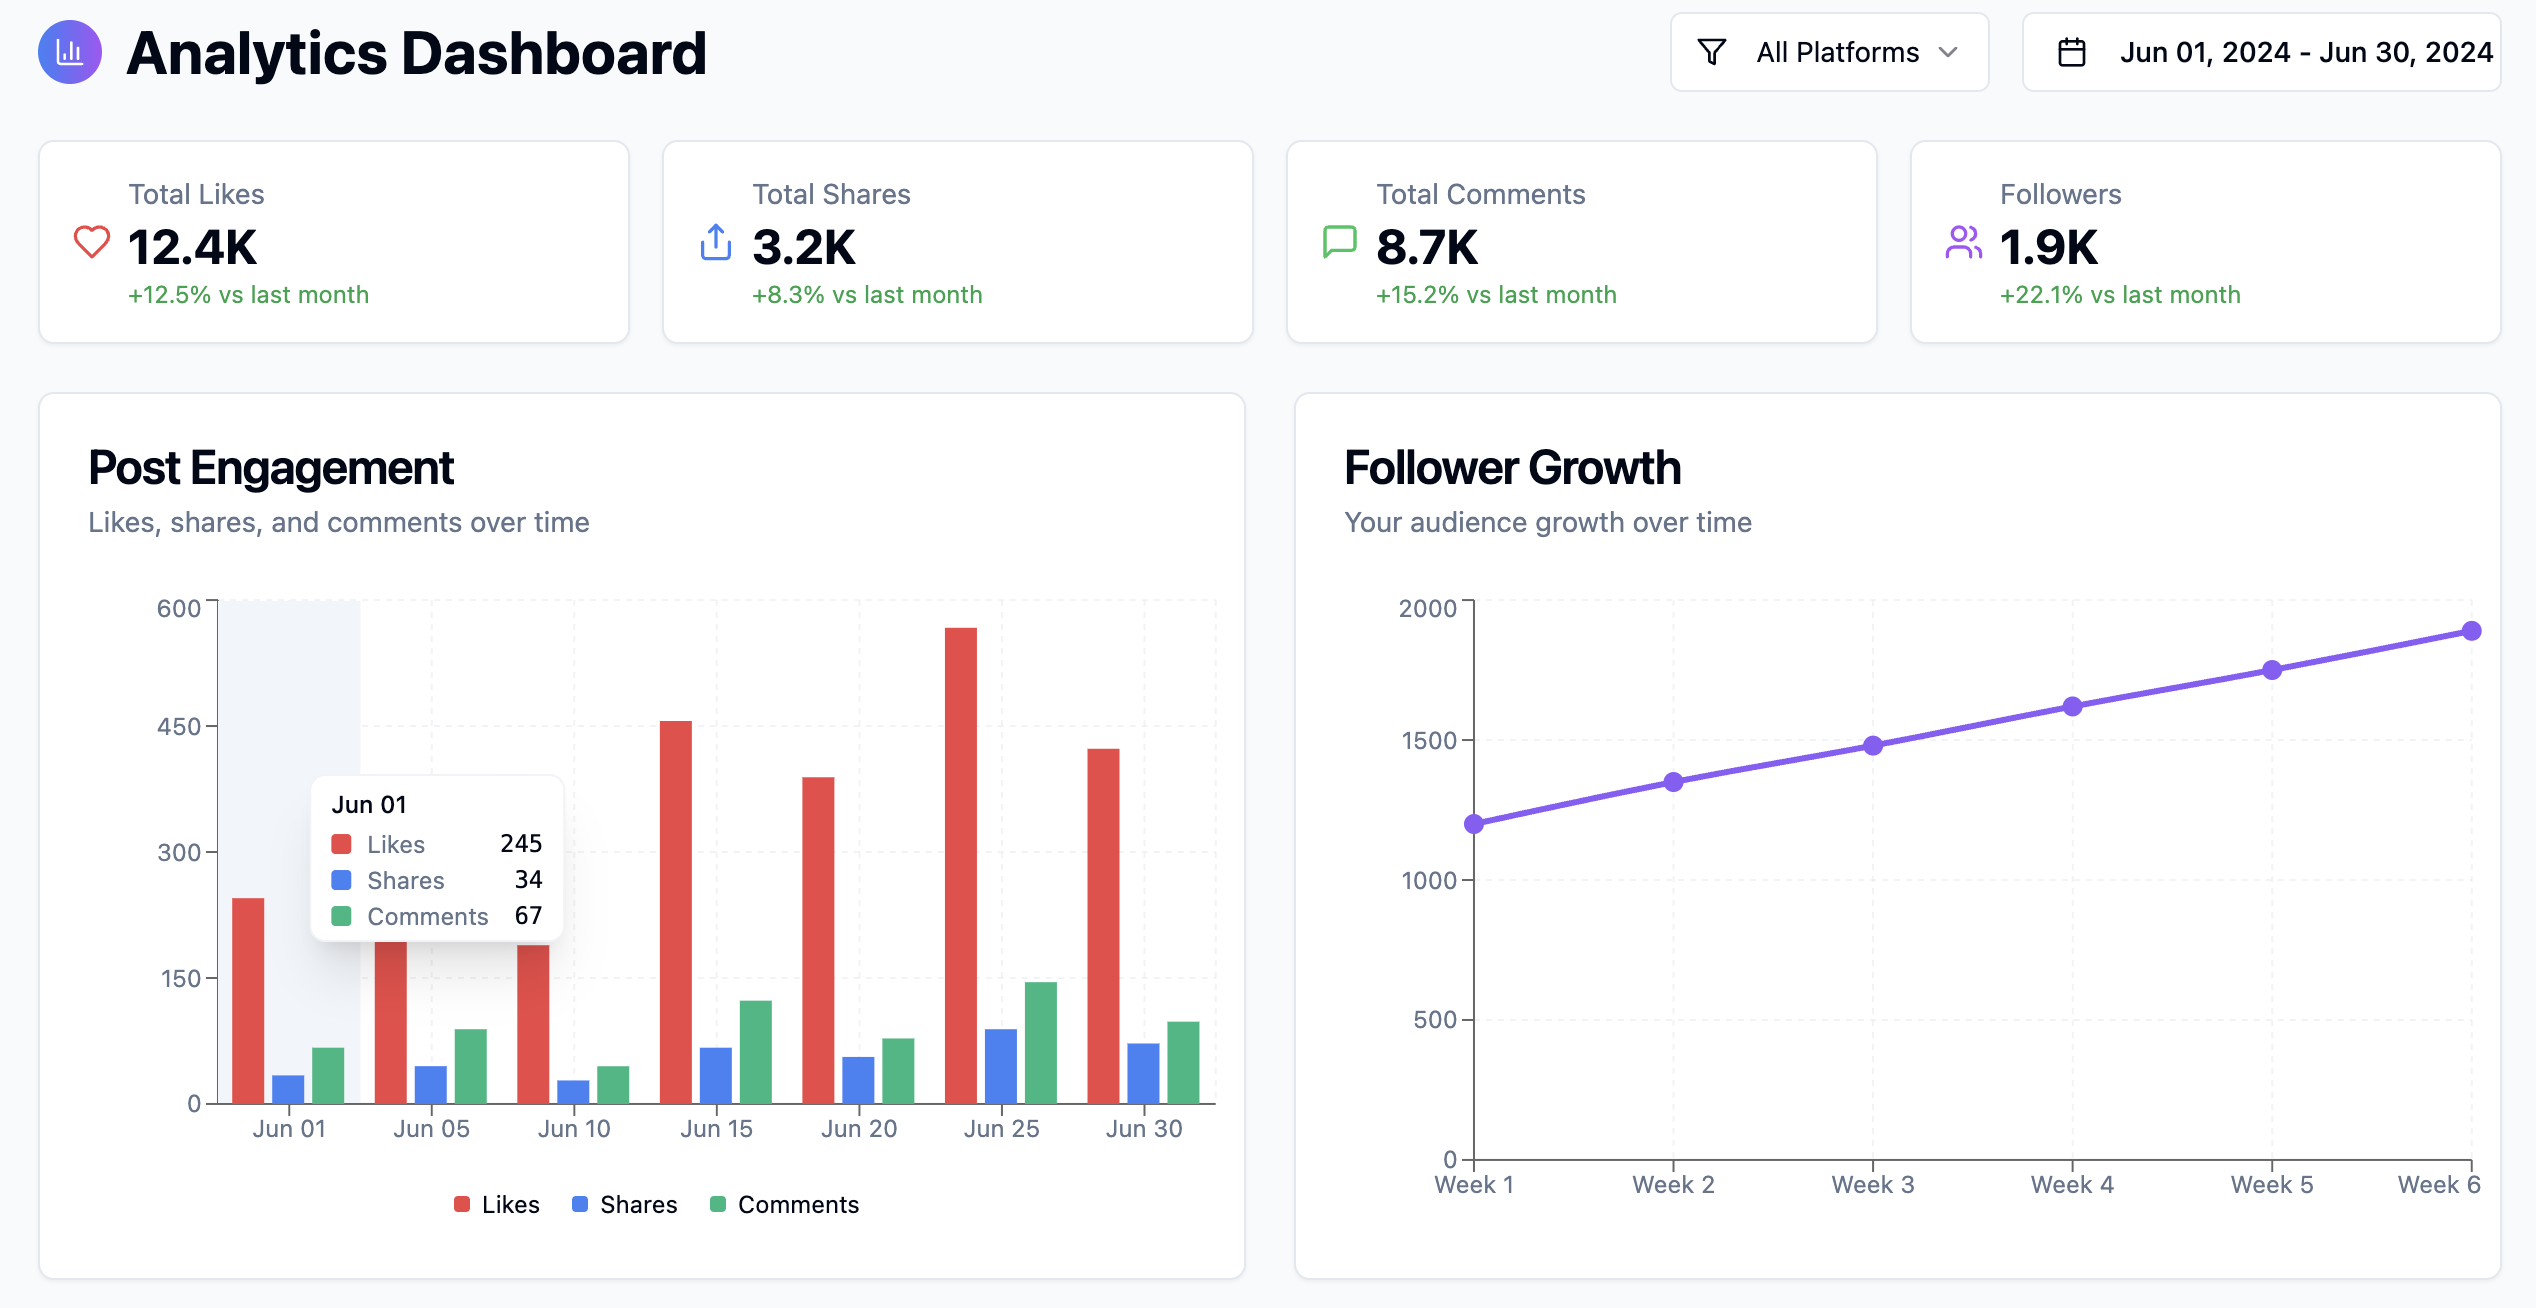 Analytics Dashboard
All Platforms
Jun 01, 2024 - Jun 30, 2024
Total Likes
12.4K
+12.5% vs last month
Total Shares
3.2K
+8.3% vs last month
Total Comments
8.7K
+15.2% vs last month
Followers
1.9K
+22.1% vs last month
Post Engagement
Likes, shares, and comments over time
600
450
300
150
0
Jun 01
Likes 245
Shares 34
Comments 67
Jun 01 Jun 05 Jun 10 Jun 15 Jun 20 Jun 25 Jun 30
Likes Shares Comments
Follower Growth
Your audience growth over time
2000
1500
1000
500
0
Week 1 Week 2 Week 3 Week 4 Week 5 Week 6